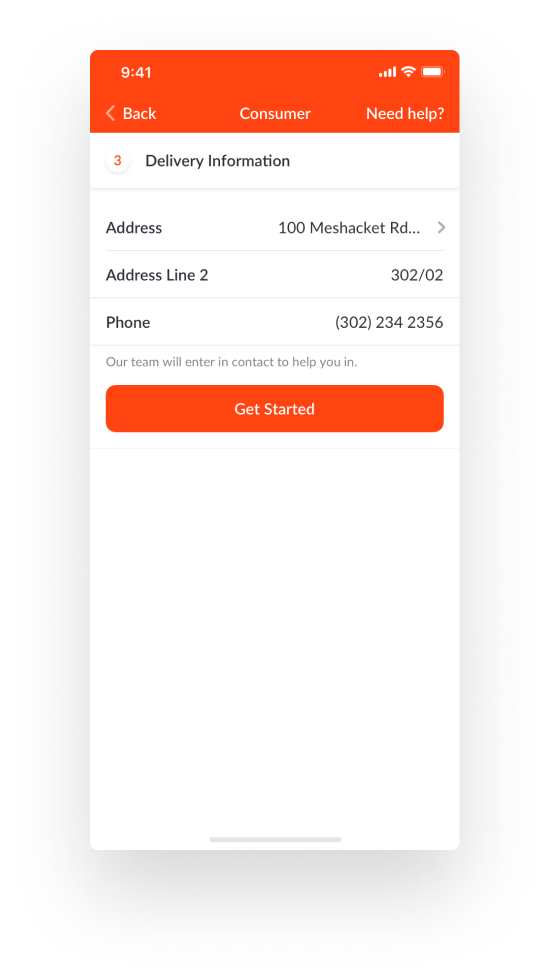 9:41
Back Consumer Need help?
3 Delivery Information
Address 100 Meshacket Rd...
Address Line 2 302/02
Phone (302) 234 2356
Our team will enter in contact to help you in.
Get Started